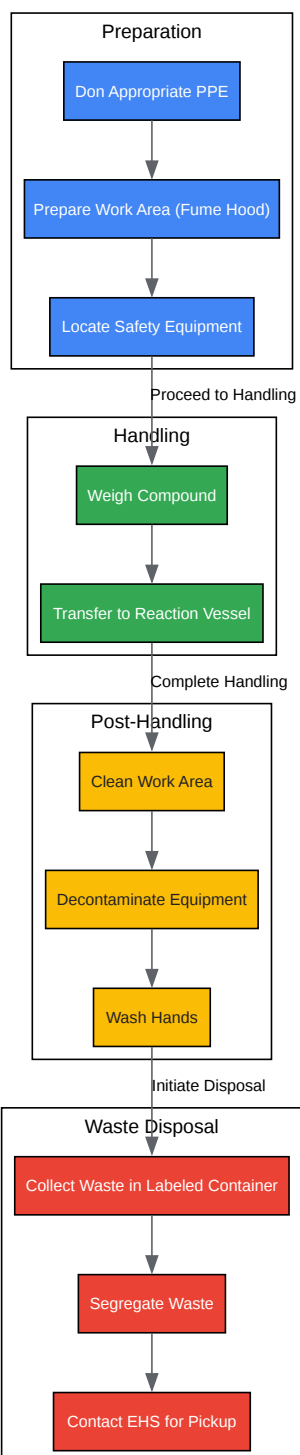 Preparation
Don Appropriate PPE
Prepare Work Area (Fume Hood)
Locate Safety Equipment
Proceed to Handling
Handling
Weigh Compound
Transfer to Reaction Vessel
Complete Handling
Post-Handling
Clean Work Area
Decontaminate Equipment
Wash Hands
Initiate Disposal
Waste Disposal
Collect Waste in Labeled Container
Segregate Waste
Contact EHS for Pickup